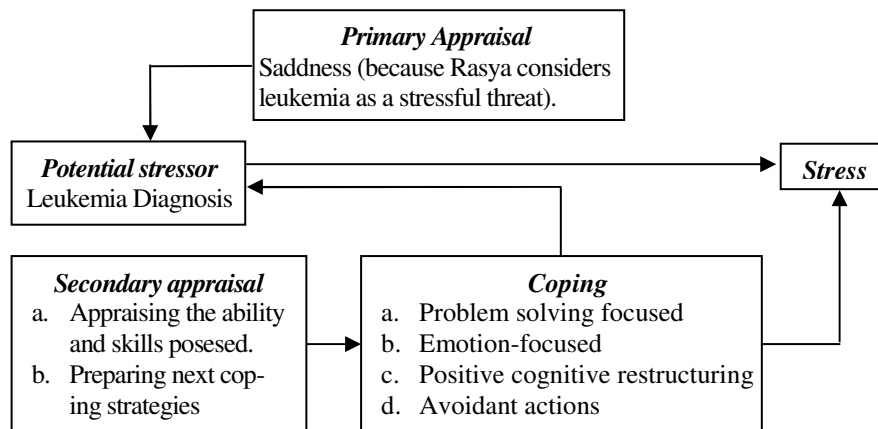 Primary Appraisal
Saddness (because Rasya considers
leukemia as a stressful threat).
Potential stressor
Leukemia Diagnosis
Stress
Secondary appraisal
a. Appraising the ability
and skills posesed.
b. Preparing next cop-
ing strategies
Coping
a. Problem solving focused
b. Emotion-focused
c. Positive cognitive restructuring
d. Avoidant actions